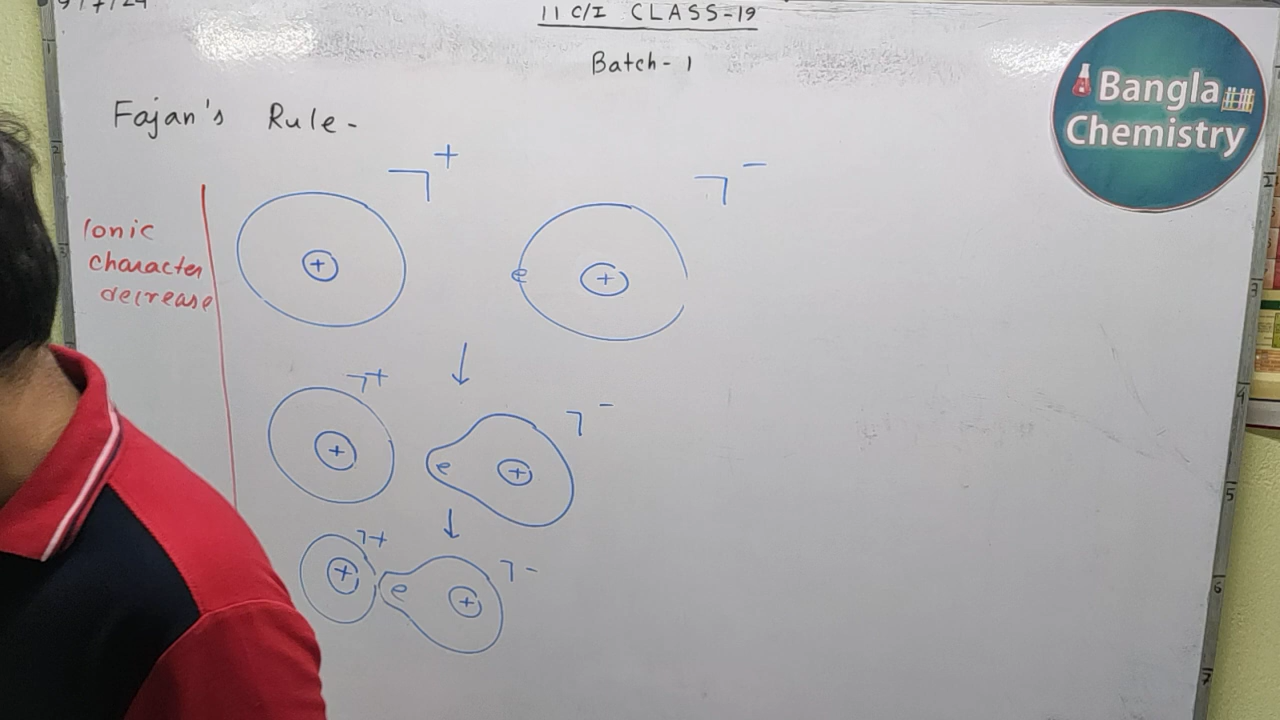 11 C/I CLASS-19
Batch-1
Bangla
Chemistry
Fajan's Rule-
Ionic
character
decrease
+
-
+
e
+
+
-
+
e
+
+
-
+
e
+